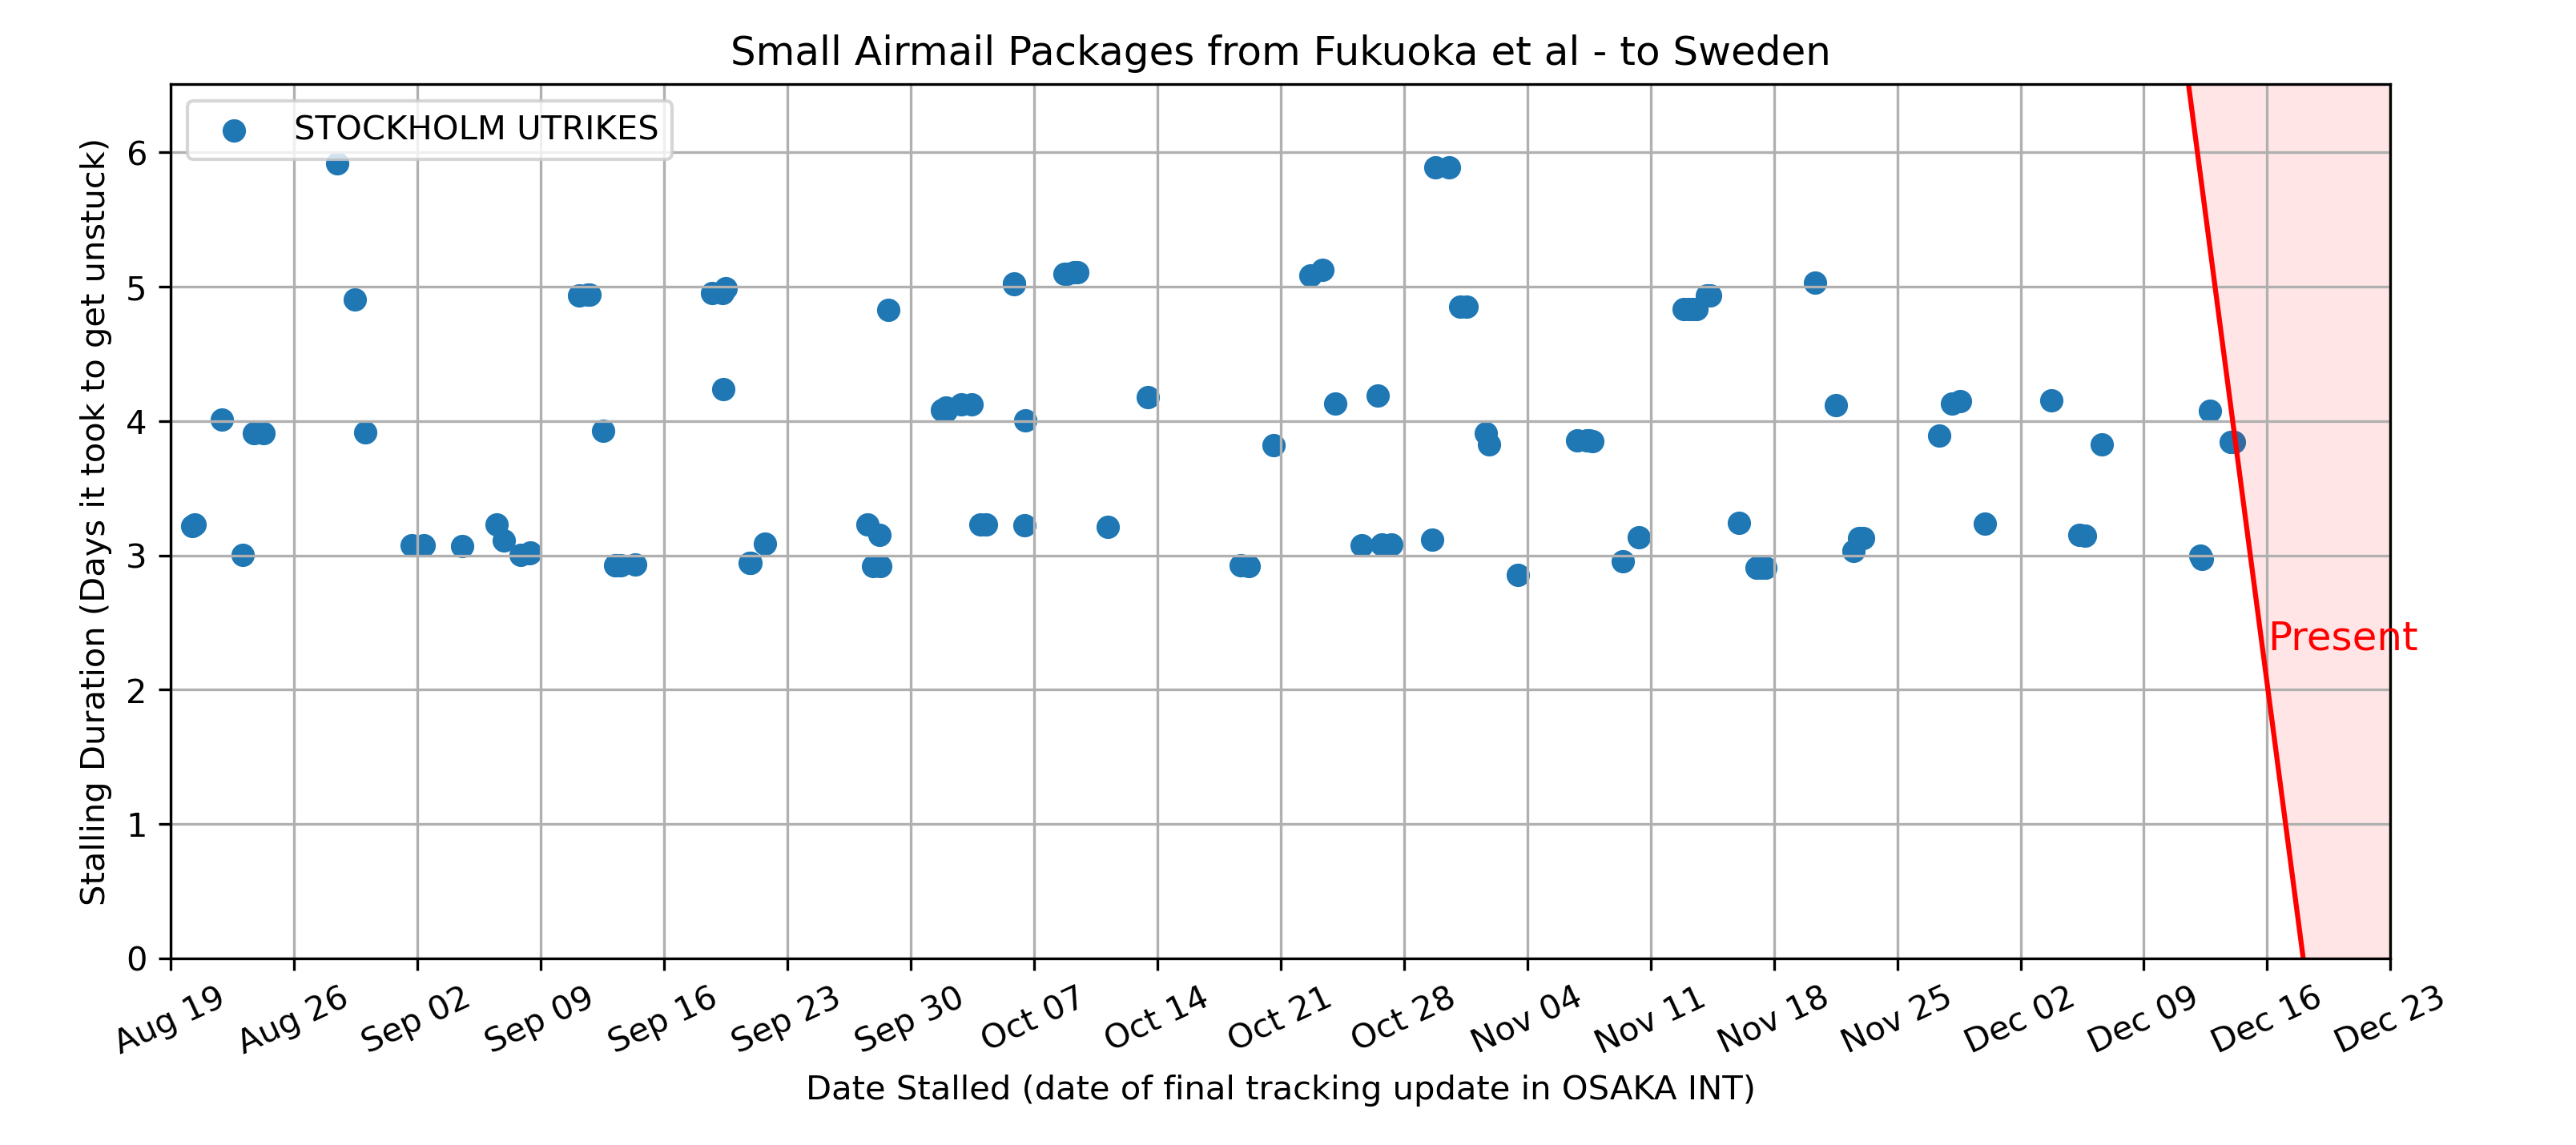 Small Airmail Packages from Fukuoka et al - to Sweden
STOCKHOLM UTRIKES
Stalling Duration (Days it took to get unstuck)
6
5
4
3
2
1
0
Present
Aug 19
Aug 26
Sep 02
Sep 09
Sep 16
Sep 23
Sep 30
Oct 07
Oct 14
Oct 21
Oct 28
Nov 04
Nov 11
Nov 18
Nov 25
Dec 02
Dec 09
Dec 16
Dec 23
Date Stalled (date of final tracking update in OSAKA INT)